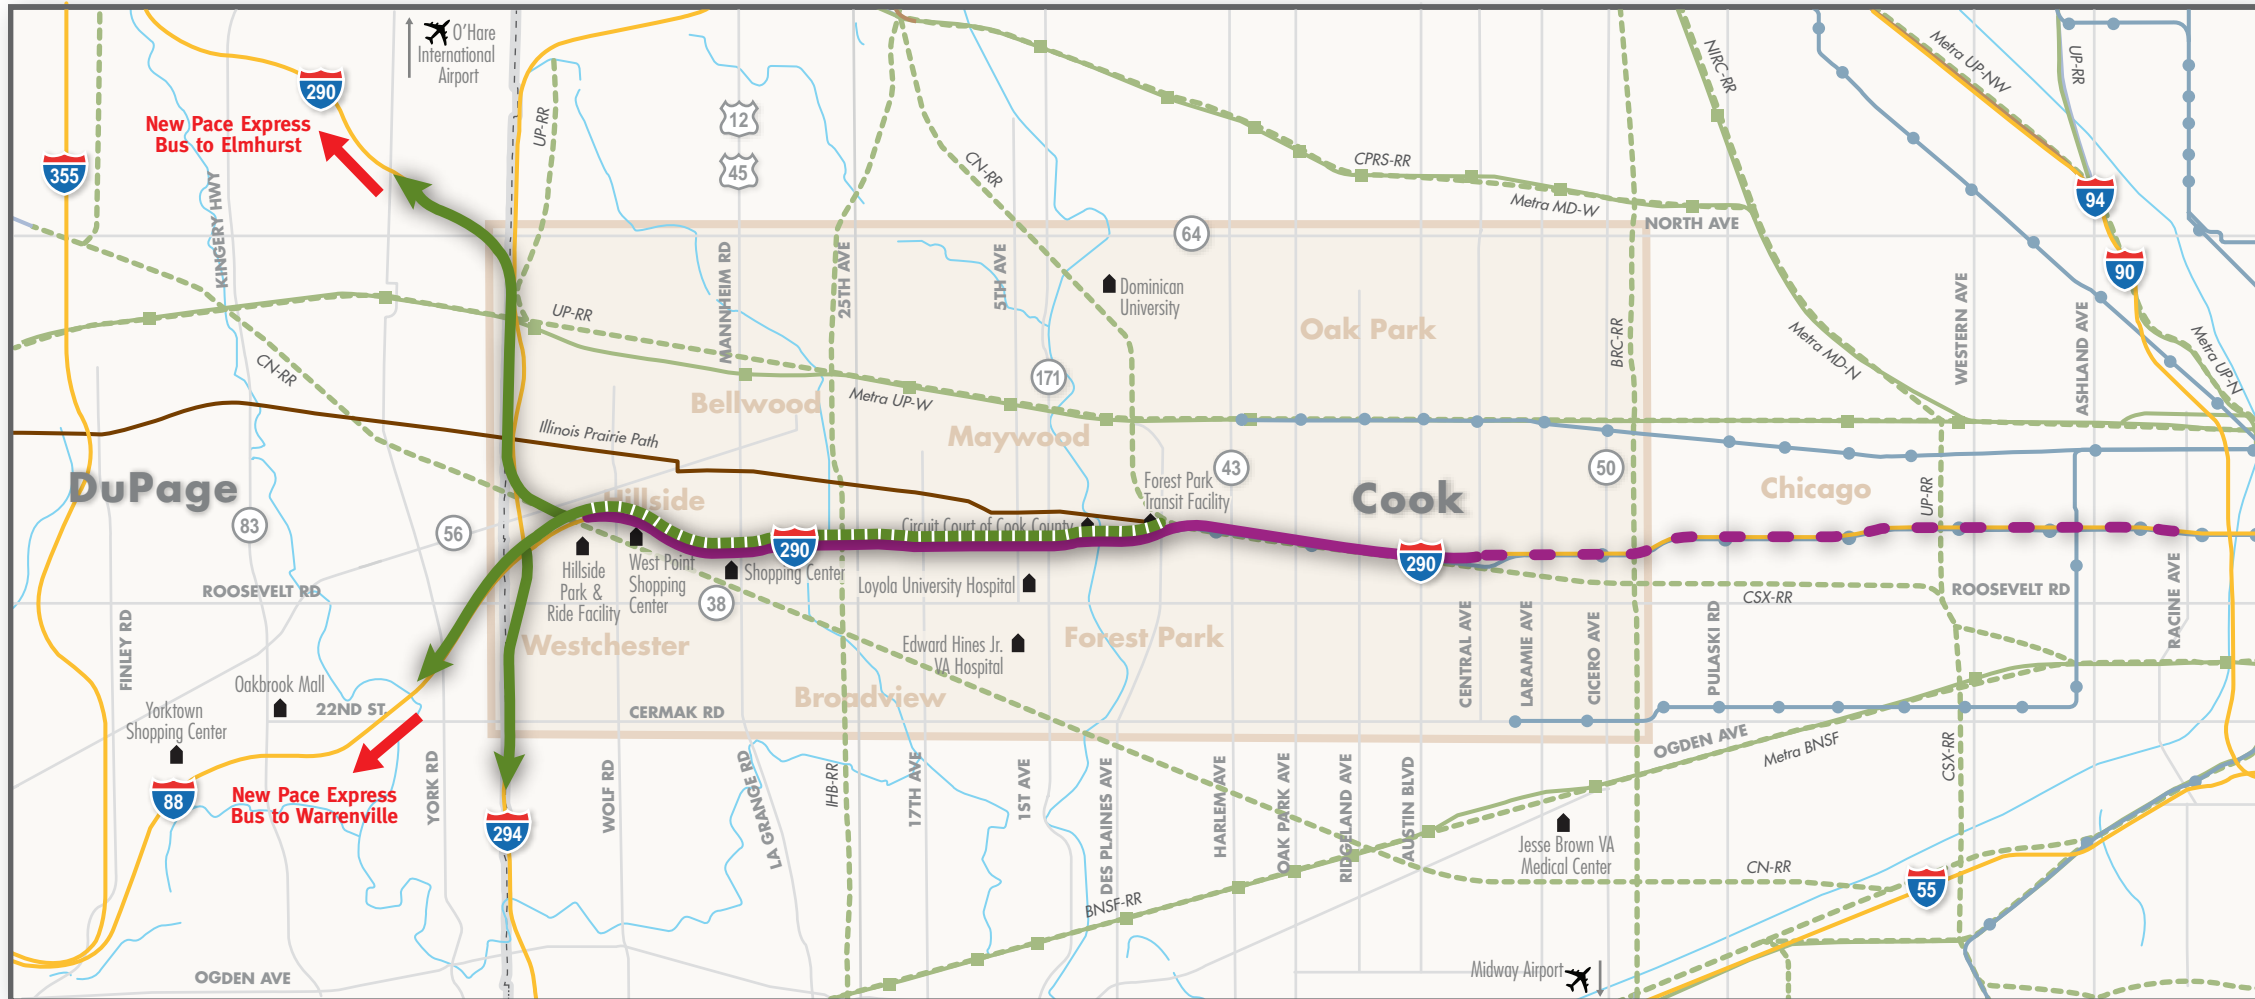 O'Hare
International
Airport
290
New Pace Express
Bus to Elmhurst
355
KINGERY HWY
UP-RR
12
45
CN-RR
CPRS-RR
Metra MD-W
NIRC-RR
Metra UP-NW
UP-RR
94
90
NORTH AVE
64
MANNHEIM RD
25TH AVE
5TH AVE
Dominican
University
Oak Park
BRC-RR
Metra MD-N
WESTERN AVE
ASHLAND AVE
Metra UP-N
UP-RR
CN-RR
Bellwood
Metra UP-W
171
Maywood
Illinois Prairie Path
DuPage
83
56
Hillside
Forest Park
Transit Facility
43
Cook
50
Chicago
UP-RR
Circuit Court of Cook County
290
290
Hillside
Park &
Ride Facility
West Point
Shopping
Center
Shopping Center
38
Loyola University Hospital
ROOSEVELT RD
CSX-RR
ROOSEVELT RD
RACINE AVE
FINLEY RD
Westchester
Edward Hines Jr.
VA Hospital
Forest Park
CENTRAL AVE
LARAMIE AVE
CICERO AVE
PULASKI RD
Oakbrook Mall
22ND ST.
Yorktown
Shopping Center
Broadview
CERMAK RD
OGDEN AVE
Metra BNSF
CSX-RR
88
New Pace Express
Bus to Warrenville
YORK RD
294
WOLF RD
LA GRANGE RD
IHB-RR
17TH AVE
1ST AVE
DES PLAINES AVE
HARLEM AVE
OAK PARK AVE
RIDGELAND AVE
AUSTIN BLVD
Jesse Brown VA
Medical Center
CN-RR
55
BNSF-RR
Midway Airport
OGDEN AVE